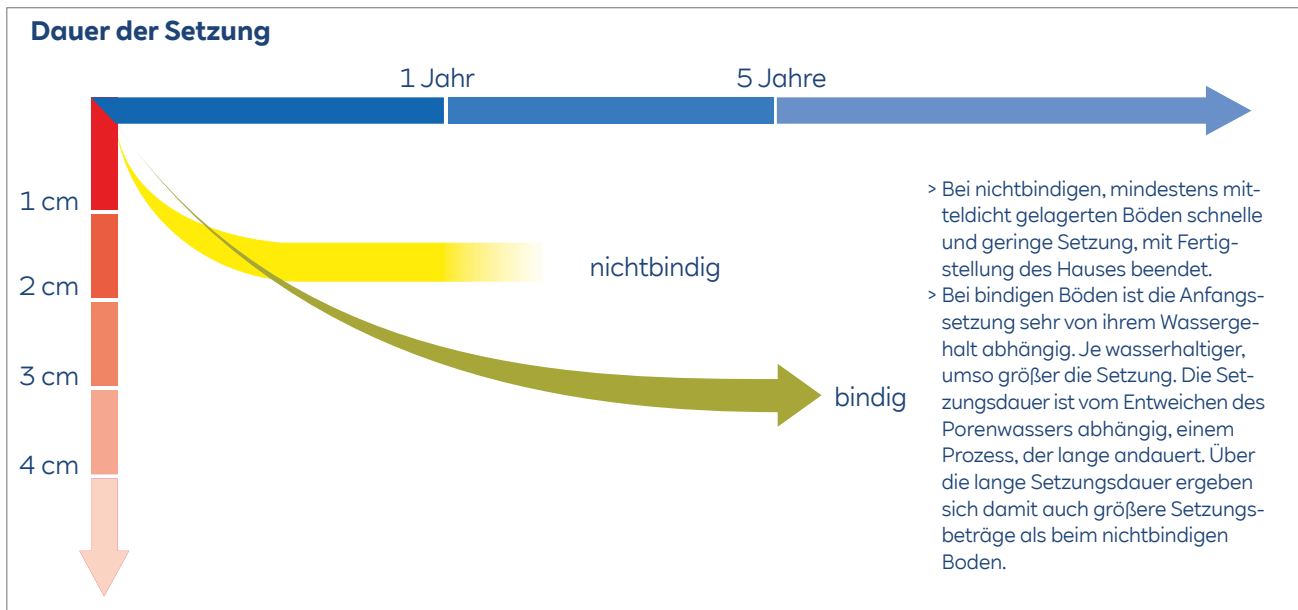 Dauer der Setzung
1 Jahr
5 Jahre
1 cm
2 cm
3 cm
4 cm
nichtbindig
bindig
> Bei nichtbindigen, mindestens mit-
teldicht gelagerten Böden schnelle
und geringe Setzung, mit Fertig-
stellung des Hauses beendet.
> Bei bindigen Böden ist die Anfangs-
setzung sehr von ihrem Wasserge-
halt abhängig. Je wasserhaltiger,
umso größer die Setzung. Die Set-
zungsdauer ist vom Entweichen des
Porenwassers abhängig, einem
Prozess, der lange andauert. Über
die lange Setzungsdauer ergeben
sich damit auch größere Setzungs-
beträge als beim nichtbindigen
Boden.